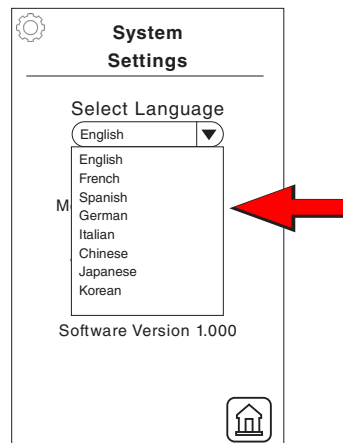 System
Settings
Select Language
English
English
French
Spanish
German
Italian
Chinese
Japanese
Korean
Software Version 1.000